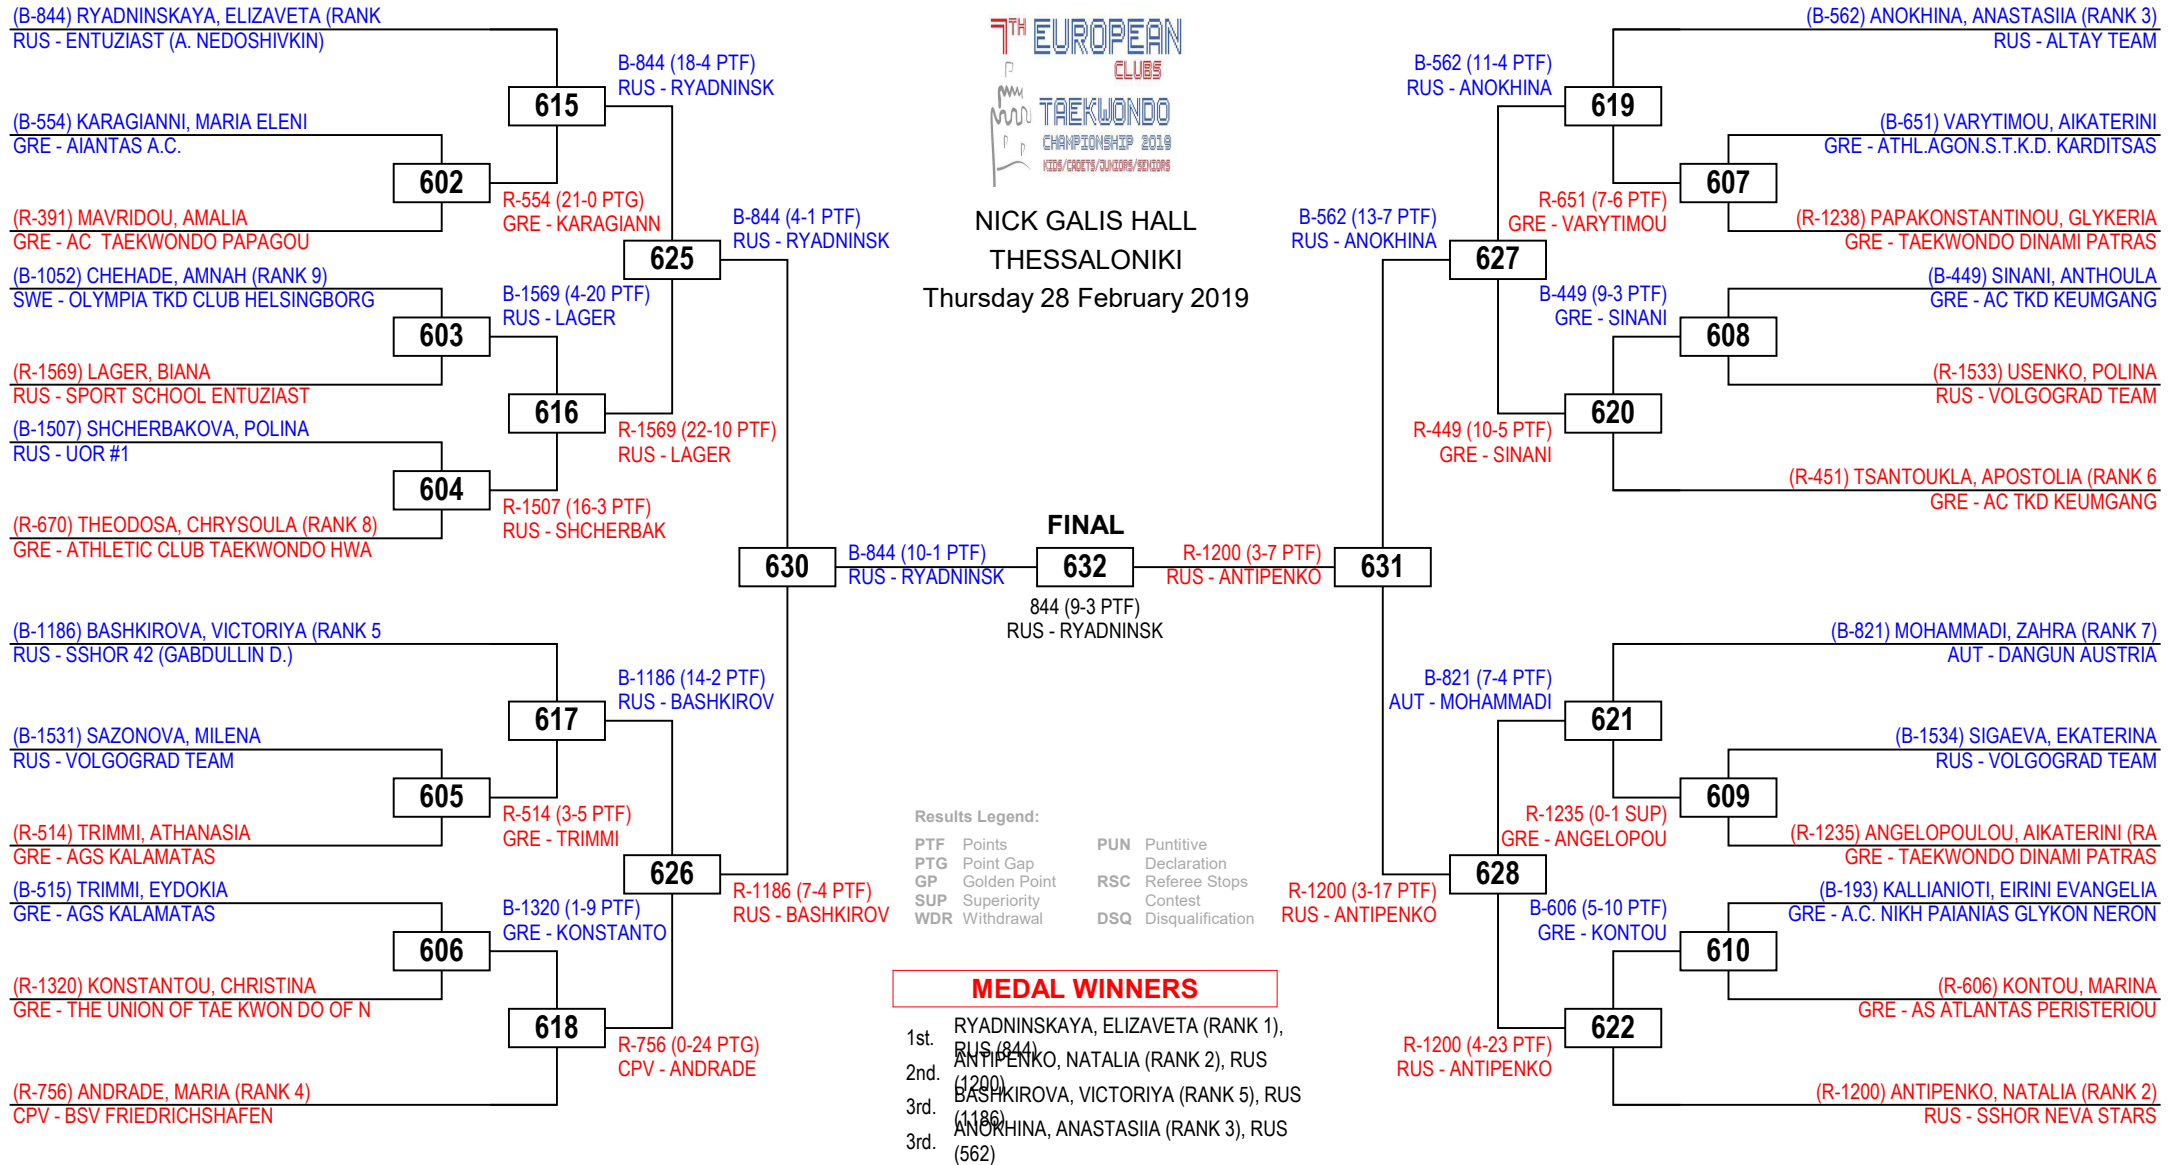 (B-844) RYADNINSKAYA, ELIZAVETA (RANK
RUS - ENTUZIAST (A. NEDOSHIVKIN)
(B-554) KARAGIANNI, MARIA ELENI
GRE - AIANTAS A.C.
(R-391) MAVRIDOU, AMALIA
GRE - AC TAEKWONDO PAPAGOU
(B-1052) CHEHADE, AMNAH (RANK 9)
SWE - OLYMPIA TKD CLUB HELSINGBORG
(R-1569) LAGER, BIANA
RUS - SPORT SCHOOL ENTUZIAST
(B-1507) SHCHERBAKOVA, POLINA
RUS - UOR #1
(R-670) THEODOSA, CHRYSOULA (RANK 8)
GRE - ATHLETIC CLUB TAEKWONDO HWA
(B-1186) BASHKIROVA, VICTORIYA (RANK 5
RUS - SSHOR 42 (GABDULLIN D.)
(B-1531) SAZONOVA, MILENA
RUS - VOLGOGRAD TEAM
(R-514) TRIMMI, ATHANASIA
GRE - AGS KALAMATAS
(B-515) TRIMMI, EYDOKIA
GRE - AGS KALAMATAS
(R-1320) KONSTANTOU, CHRISTINA
GRE - THE UNION OF TAE KWON DO OF N
(R-756) ANDRADE, MARIA (RANK 4)
CPV - BSV FRIEDRICHSHAFEN
602
603
604
605
606
R-554 (21-0 PTG)
GRE - KARAGIANN
B-1569 (4-20 PTF)
RUS - LAGER
R-1507 (16-3 PTF)
RUS - SHCHERBAK
R-514 (3-5 PTF)
GRE - TRIMMI
B-1320 (1-9 PTF)
GRE - KONSTANTO
615
616
617
618
B-844 (18-4 PTF)
RUS - RYADNINSK
R-1569 (22-10 PTF)
RUS - LAGER
B-1186 (14-2 PTF)
RUS - BASHKIROV
R-756 (0-24 PTG)
CPV - ANDRADE
625
626
B-844 (4-1 PTF)
RUS - RYADNINSK
R-1186 (7-4 PTF)
RUS - BASHKIROV
630
B-844 (10-1 PTF)
RUS - RYADNINSK
7TH EUROPEAN
CLUBS
TAEKWONDO
CHAMPIONSHIP 2019
KIDS/CADETS/JUNIORS/SENIORS
NICK GALIS HALL
THESSALONIKI
Thursday 28 February 2019
FINAL
632
844 (9-3 PTF)
RUS - RYADNINSK
Results Legend:
PTF Points
PTG Point Gap
GP Golden Point
SUP Superiority
WDR Withdrawal
PUN Puntitive
Declaration
RSC Referee Stops
Contest
DSQ Disqualification
MEDAL WINNERS
1st. RYADNINSKAYA, ELIZAVETA (RANK 1),
RUS (844)
2nd. ANTIPENKO, NATALIA (RANK 2), RUS
(1200)
3rd. BASHKIROVA, VICTORIYA (RANK 5), RUS
(1186)
3rd. ANOKHINA, ANASTASIIA (RANK 3), RUS
(562)
R-1200 (3-7 PTF)
RUS - ANTIPENKO
631
B-562 (13-7 PTF)
RUS - ANOKHINA
R-1200 (3-17 PTF)
RUS - ANTIPENKO
627
628
B-562 (11-4 PTF)
RUS - ANOKHINA
R-449 (10-5 PTF)
GRE - SINANI
B-821 (7-4 PTF)
AUT - MOHAMMADI
R-1200 (4-23 PTF)
RUS - ANTIPENKO
619
620
621
622
R-651 (7-6 PTF)
GRE - VARYTIMOU
B-449 (9-3 PTF)
GRE - SINANI
R-1235 (0-1 SUP)
GRE - ANGELOPOU
B-606 (5-10 PTF)
GRE - KONTOU
607
608
609
610
(B-562) ANOKHINA, ANASTASIIA (RANK 3)
RUS - ALTAY TEAM
(B-651) VARYTIMOU, AIKATERINI
GRE - ATHL.AGON.S.T.K.D. KARDITSAS
(R-1238) PAPAKONSTANTINOU, GLYKERIA
GRE - TAEKWONDO DINAMI PATRAS
(B-449) SINANI, ANTHOULA
GRE - AC TKD KEUMGANG
(R-1533) USENKO, POLINA
RUS - VOLGOGRAD TEAM
(R-451) TSANTOUKLA, APOSTOLIA (RANK 6
GRE - AC TKD KEUMGANG
(B-821) MOHAMMADI, ZAHRA (RANK 7)
AUT - DANGUN AUSTRIA
(B-1534) SIGAEVA, EKATERINA
RUS - VOLGOGRAD TEAM
(R-1235) ANGELOPOULOU, AIKATERINI (RA
GRE - TAEKWONDO DINAMI PATRAS
(B-193) KALLIANIOTI, EIRINI EVANGELIA
GRE - A.C. NIKH PAIANIAS GLYKON NERON
(R-606) KONTOU, MARINA
GRE - AS ATLANTAS PERISTERIOU
(R-1200) ANTIPENKO, NATALIA (RANK 2)
RUS - SSHOR NEVA STARS